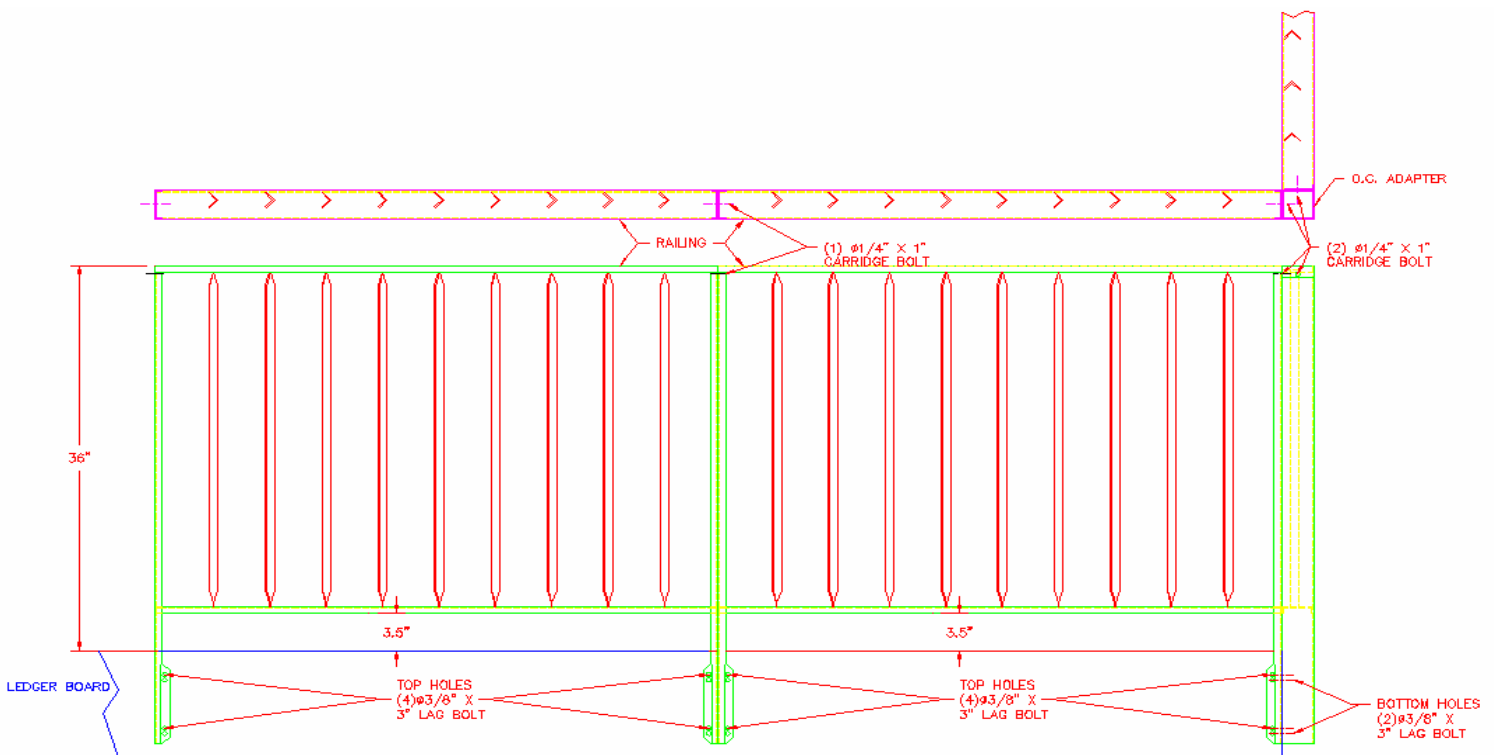 O.C. ADAPTER
RAILING
(1) ø1/4" X 1"
CARRIDGE BOLT
(2) ø1/4" X 1"
CARRIDGE BOLT
36"
3.5"
3.5"
LEDGER BOARD
TOP HOLES
(4)ø3/8" X
3" LAG BOLT
TOP HOLES
(4)ø3/8" X
3" LAG BOLT
BOTTOM HOLES
(2)ø3/8" X
3" LAG BOLT